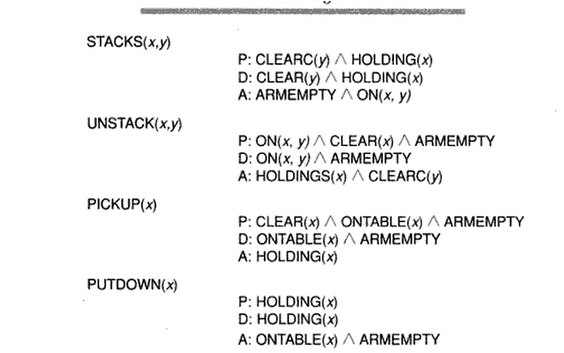 STACKS(x,y)
P: CLEARC(y) ∧ HOLDING(x)
D: CLEAR(y) ∧ HOLDING(x)
A: ARMEMPTY ∧ ON(x, y)
UNSTACK(x,y)
P: ON(x, y) ∧ CLEAR(x) ∧ ARMEMPTY
D: ON(x, y) ∧ ARMEMPTY
A: HOLDINGS(x) ∧ CLEARC(y)
PICKUP(x)
P: CLEAR(x) ∧ ONTABLE(x) ∧ ARMEMPTY
D: ONTABLE(x) ∧ ARMEMPTY
A: HOLDING(x)
PUTDOWN(x)
P: HOLDING(x)
D: HOLDING(x)
A: ONTABLE(x) ∧ ARMEMPTY